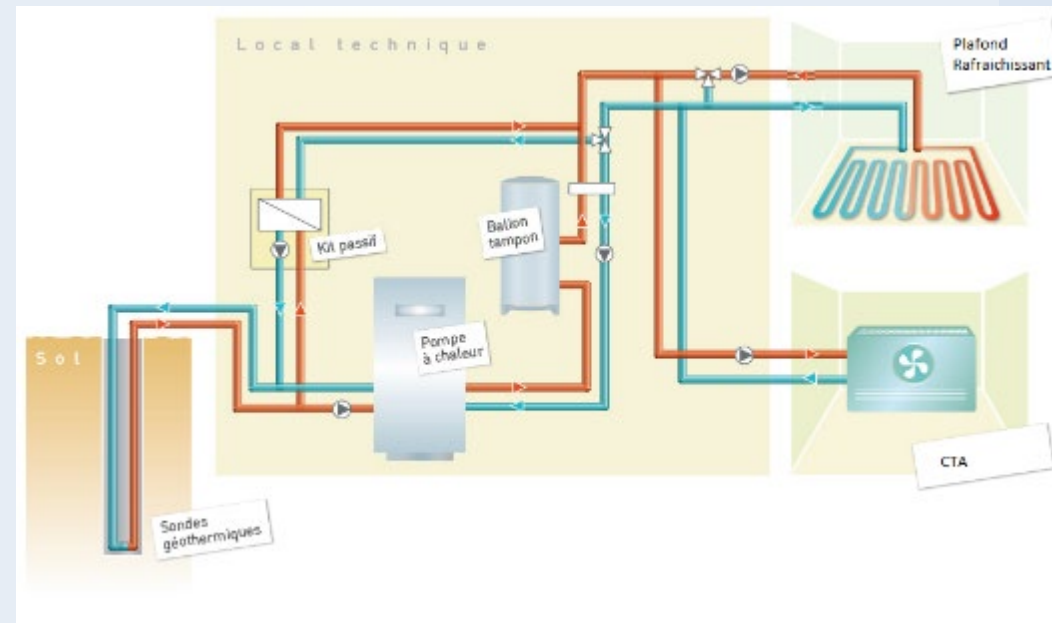 Local technique
Plafond
Rafraichissant
Kit passif
Ballon
tampon
Pompe
à chaleur
Sol
CTA
Sondes
géothermiques